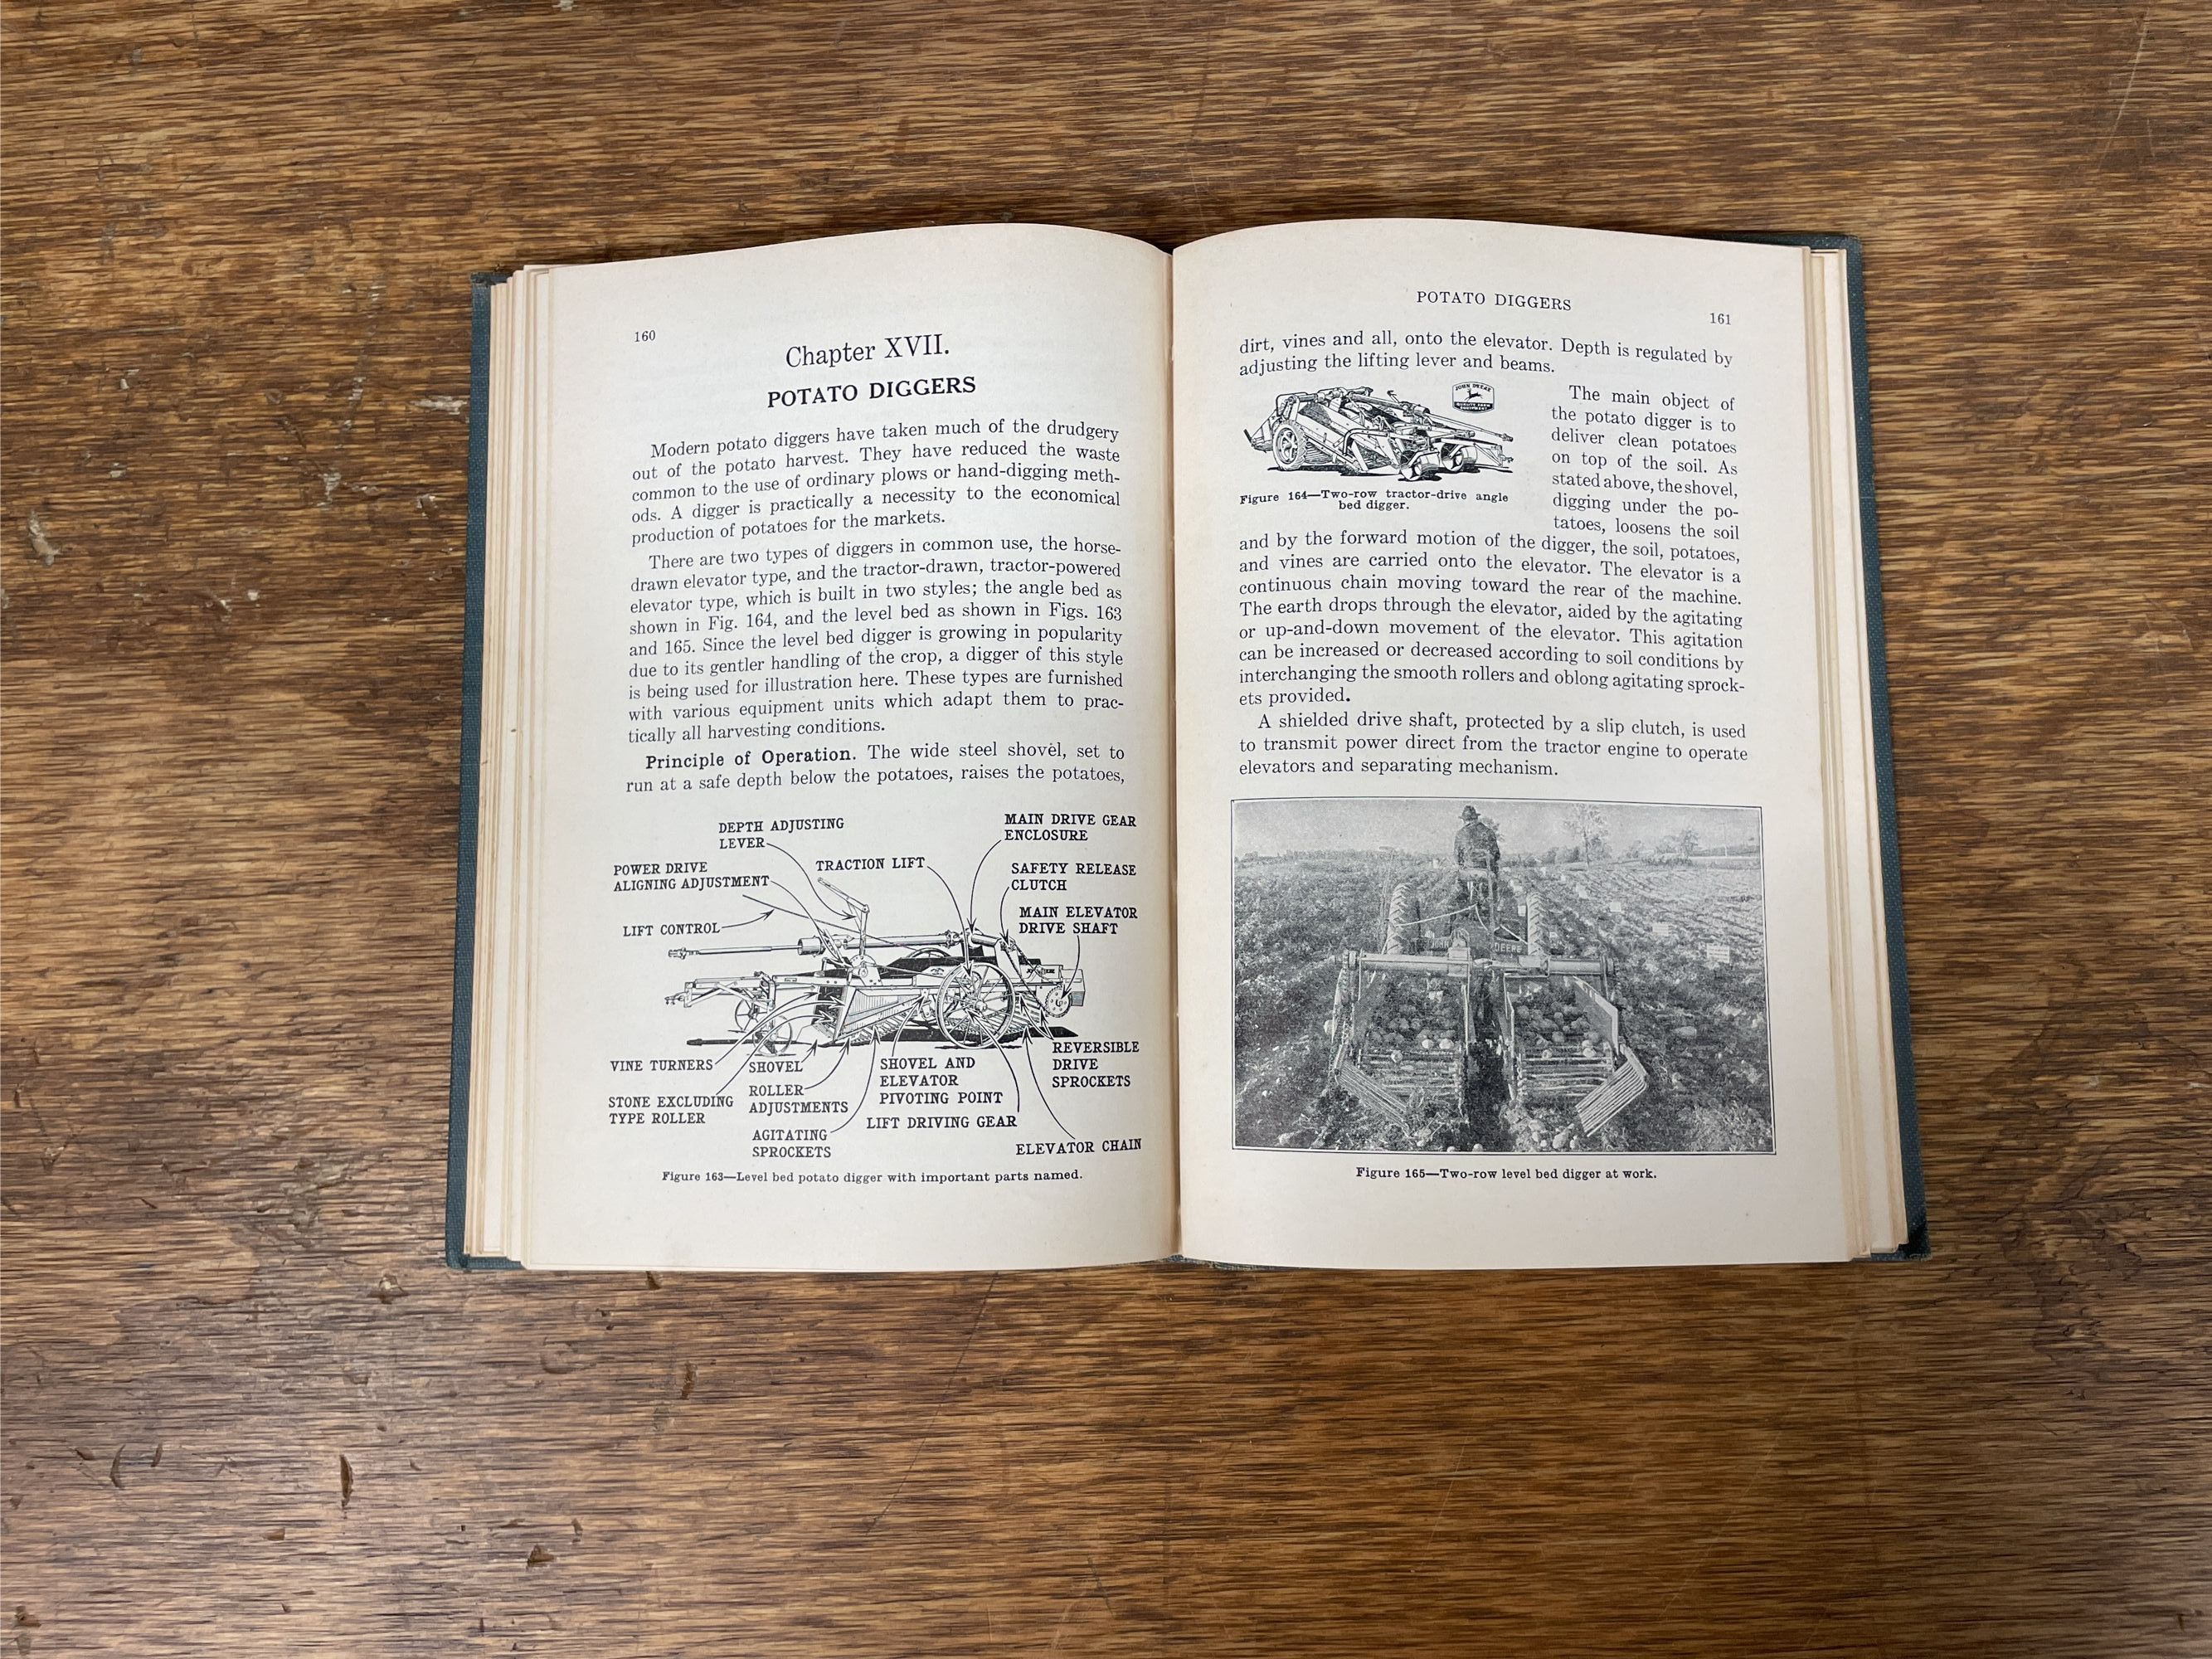 160
Chapter XVII.
POTATO DIGGERS
Modern potato diggers have taken much of the drudgery
out of the potato harvest. They have reduced the waste
common to the use of ordinary plows or hand-digging meth-
ods. A digger is practically a necessity to the economical
production of potatoes for the markets.
There are two types of diggers in common use, the horse-
drawn elevator type, and the tractor-drawn, tractor-powered
elevator type, which is built in two styles; the angle bed as
shown in Fig. 164, and the level bed as shown in Figs. 163
and 165. Since the level bed digger is growing in popularity
due to its gentler handling of the crop, a digger of this style
is being used for illustration here. These types are furnished
with various equipment units which adapt them to prac-
tically all harvesting conditions.
Principle of Operation. The wide steel shovel, set to
run at a safe depth below the potatoes, raises the potatoes,
DEPTH ADJUSTING
LEVER
MAIN DRIVE GEAR
ENCLOSURE
POWER DRIVE
ALIGNING ADJUSTMENT
TRACTION LIFT
SAFETY RELEASE
CLUTCH
LIFT CONTROL
MAIN ELEVATOR
DRIVE SHAFT
VINE TURNERS
SHOVEL
SHOVEL AND
ELEVATOR
PIVOTING POINT
REVERSIBLE
DRIVE
SPROCKETS
STONE EXCLUDING
TYPE ROLLER
ROLLER
ADJUSTMENTS
LIFT DRIVING GEAR
AGITATING
SPROCKETS
ELEVATOR CHAIN
Figure 163—Level bed potato digger with important parts named.
POTATO DIGGERS
161
dirt, vines and all, onto the elevator. Depth is regulated by
adjusting the lifting lever and beams.
JOHN DEERE
QUALITY FARM
EQUIPMENT
Figure 164—Two-row tractor-drive angle
bed digger.
The main object of
the potato digger is to
deliver clean potatoes
on top of the soil. As
stated above, the shovel,
digging under the po-
tatoes, loosens the soil
and by the forward motion of the digger, the soil, potatoes,
and vines are carried onto the elevator. The elevator is a
continuous chain moving toward the rear of the machine.
The earth drops through the elevator, aided by the agitating
or up-and-down movement of the elevator. This agitation
can be increased or decreased according to soil conditions by
interchanging the smooth rollers and oblong agitating sprock-
ets provided.
A shielded drive shaft, protected by a slip clutch, is used
to transmit power direct from the tractor engine to operate
elevators and separating mechanism.
DEERE
Figure 165—Two-row level bed digger at work.